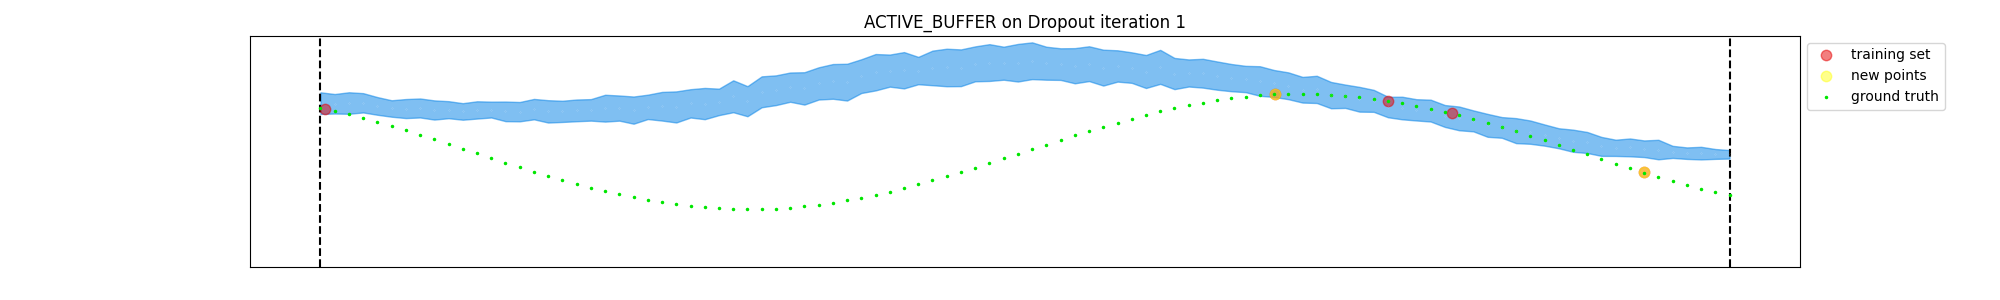 ACTIVE_BUFFER on Dropout iteration 1
training set
new points
ground truth